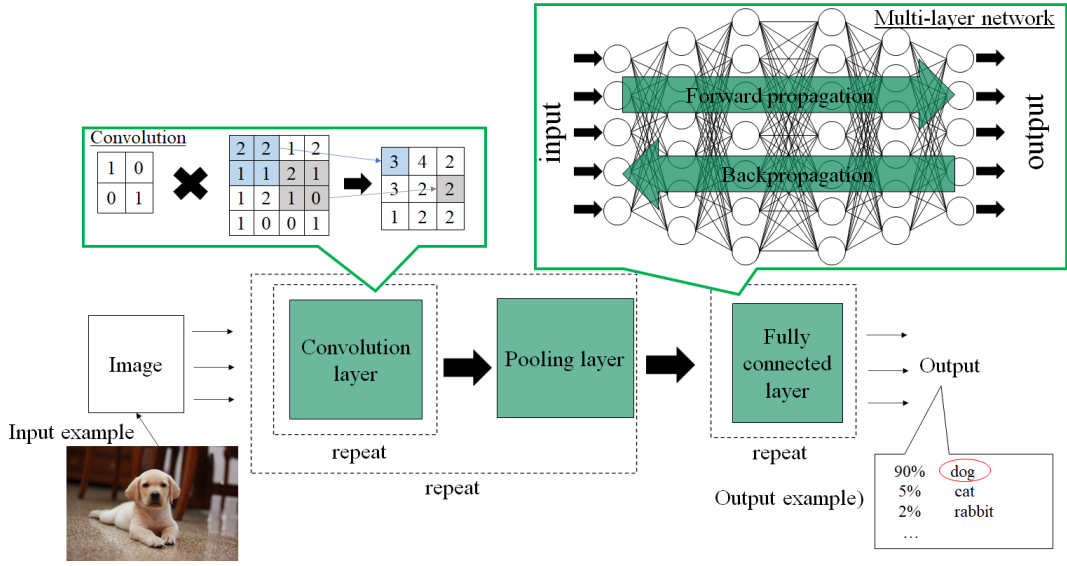 Multi-layer network
input
Forward propagation
Backpropagation
output
Convolution
1 0
0 1
2 2 1 2
1 1 2 1
1 2 1 0
1 0 0 1
3 4 2
3 2 2
1 2 2
Image
Convolution
layer
Pooling layer
Fully
connected
layer
Output
repeat
repeat
repeat
Input example
Output example)
90% dog
5% cat
2% rabbit
…